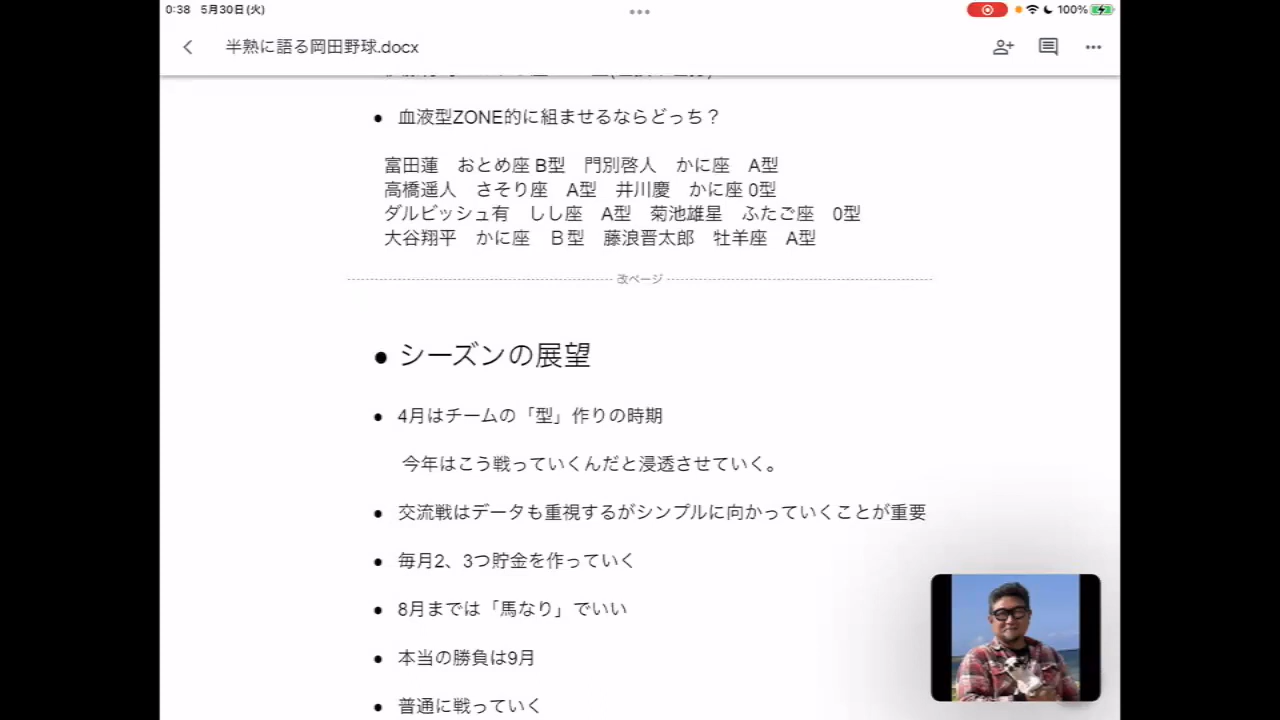 0:38 5月30日(火)
100%
半熟に語る岡田野球.docx
● 血液型ZONE的に組ませるならどっち？
富田蓮　おとめ座 B型　門別啓人　かに座　A型
高橋遥人　さそり座　A型　井川慶　かに座 0型
ダルビッシュ有　しし座　A型　菊池雄星　ふたご座　0型
大谷翔平　かに座　Ｂ型　藤浪晋太郎　牡羊座　A型
改ページ
● シーズンの展望
● 4月はチームの「型」作りの時期
今年はこう戦っていくんだと浸透させていく。
● 交流戦はデータも重視するがシンプルに向かっていくことが重要
● 毎月2、3つ貯金を作っていく
● 8月までは「馬なり」でいい
● 本当の勝負は9月
● 普通に戦っていく